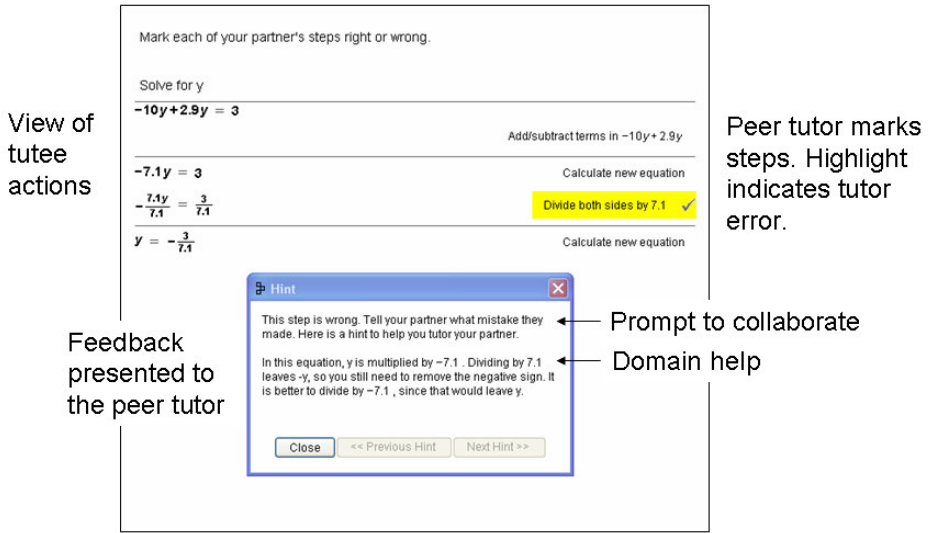 Mark each of your partner's steps right or wrong.
Solve for y
−10y+2.9y = 3
Add/subtract terms in −10y+2.9y
−7.1y = 3
Calculate new equation
−7.1y/7.1 = 3/7.1
Divide both sides by 7.1 ✓
y = −3/7.1
Calculate new equation
View of
tutee
actions
Peer tutor marks
steps. Highlight
indicates tutor
error.
Hint
This step is wrong. Tell your partner what mistake they
made. Here is a hint to help you tutor your partner.
In this equation, y is multiplied by −7.1 . Dividing by 7.1
leaves -y, so you still need to remove the negative sign. It
is better to divide by −7.1 , since that would leave y.
Close
<< Previous Hint
Next Hint >>
Feedback
presented to
the peer tutor
Prompt to collaborate
Domain help